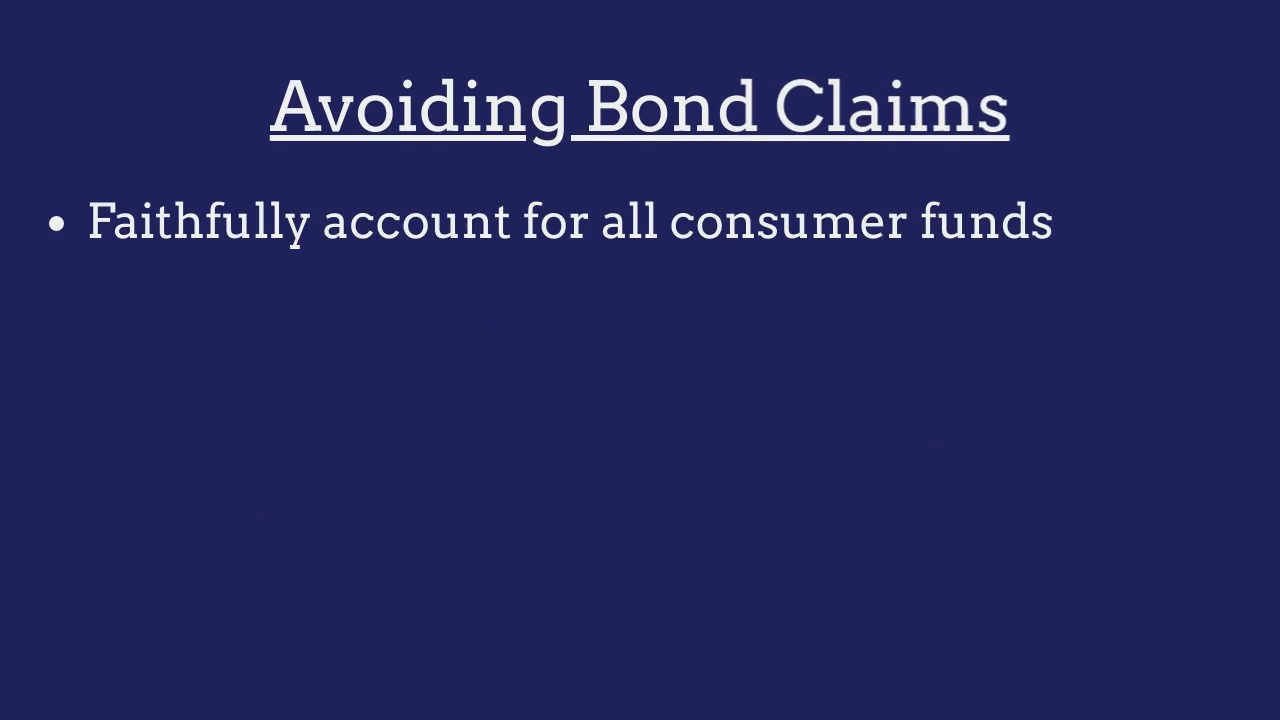 Avoiding Bond Claims
• Faithfully account for all consumer funds